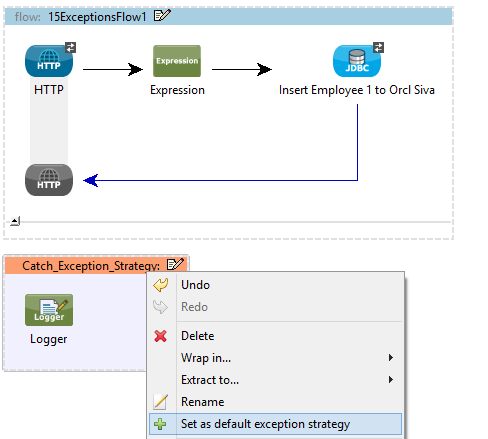 flow: 15ExceptionsFlow1
HTTP
Expression
JDBC
HTTP
Expression
Insert Employee 1 to Orcl Siva
HTTP
Catch_Exception_Strategy:
Logger
Logger
Undo
Redo
Delete
Wrap in...
Extract to...
Rename
Set as default exception strategy